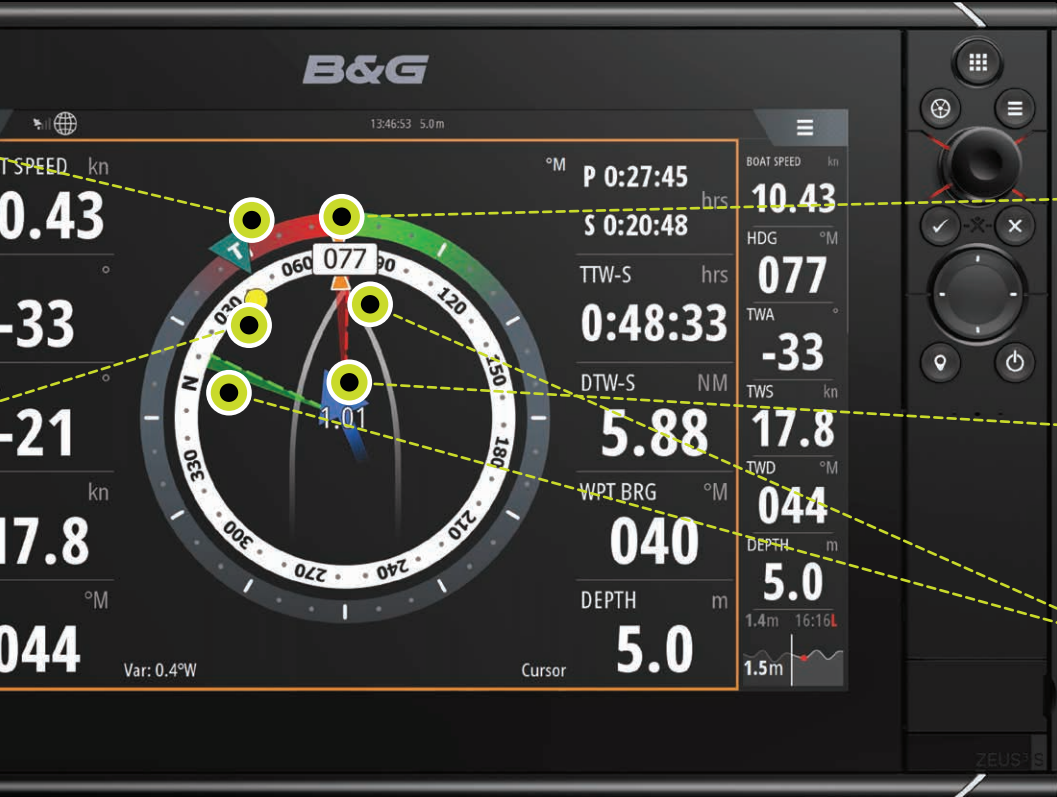 B&G
13:46:53 5.0m
T SPEED kn
0.43
°
-33
°
-21
kn
17.8
°M
044
°M
T
077
060
90
120
150
180
210
240
270
300
330
N
030
1.01
Var: 0.4°W
Cursor
P 0:27:45
hrs
S 0:20:48
TTW-S hrs
0:48:33
DTW-S NM
5.88
WPT BRG °M
040
DEPTH m
5.0
BOAT SPEED kn
10.43
HDG °M
077
TWA °
-33
TWS kn
17.8
TWD °M
044
DEPTH m
5.0
1.4m 16:16L
1.5m
ZEUS³S